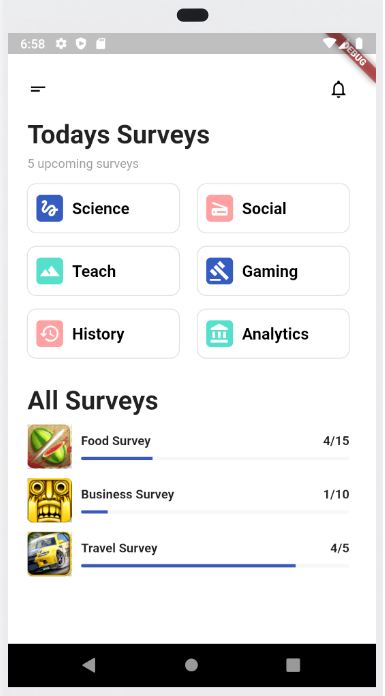 6:58
DEBUG
Todays Surveys
5 upcoming surveys
Science
Social
Teach
Gaming
History
Analytics
All Surveys
Food Survey 4/15
Business Survey 1/10
Travel Survey 4/5